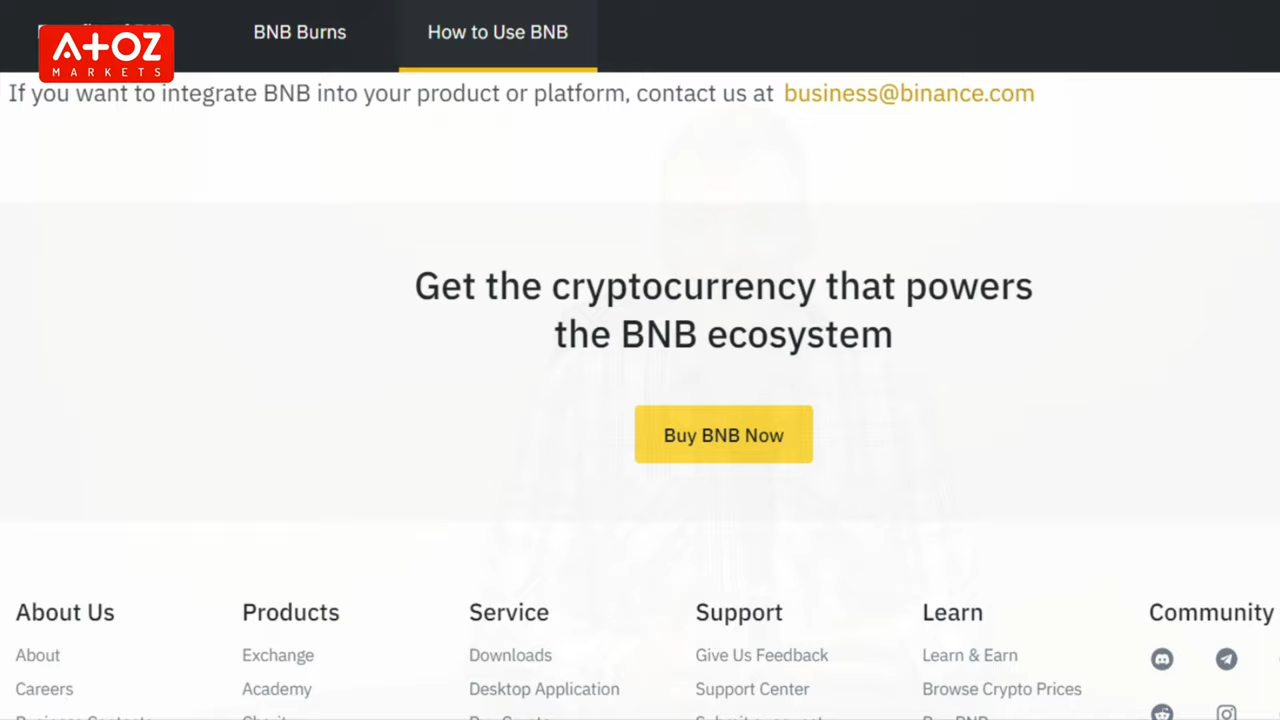 BNB Burns
How to Use BNB
A+OZ
MARKETS
If you want to integrate BNB into your product or platform, contact us at business@binance.com
Get the cryptocurrency that powers
the BNB ecosystem
Buy BNB Now
About Us
Products
Service
Support
Learn
Community
About
Exchange
Downloads
Give Us Feedback
Learn & Earn
Careers
Academy
Desktop Application
Support Center
Browse Crypto Prices